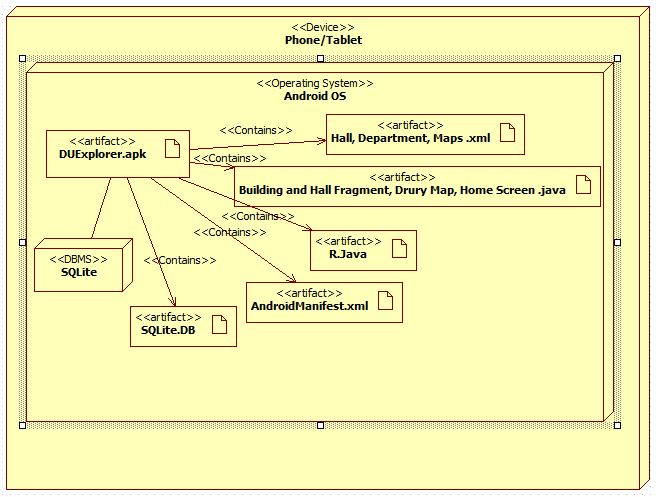 <<Device>>
Phone/Tablet
<<Operating System>>
Android OS
<<artifact>>
DUExplorer.apk
<<Contains>>
<<artifact>>
Hall, Department, Maps .xml
<<Contains>>
<<artifact>>
Building and Hall Fragment, Drury Map, Home Screen .java
<<Contains>>
<<Contains>>
<<artifact>>
R.Java
<<DBMS>>
SQLite
<<Contains>>
<<artifact>>
AndroidManifest.xml
<<artifact>>
SQLite.DB